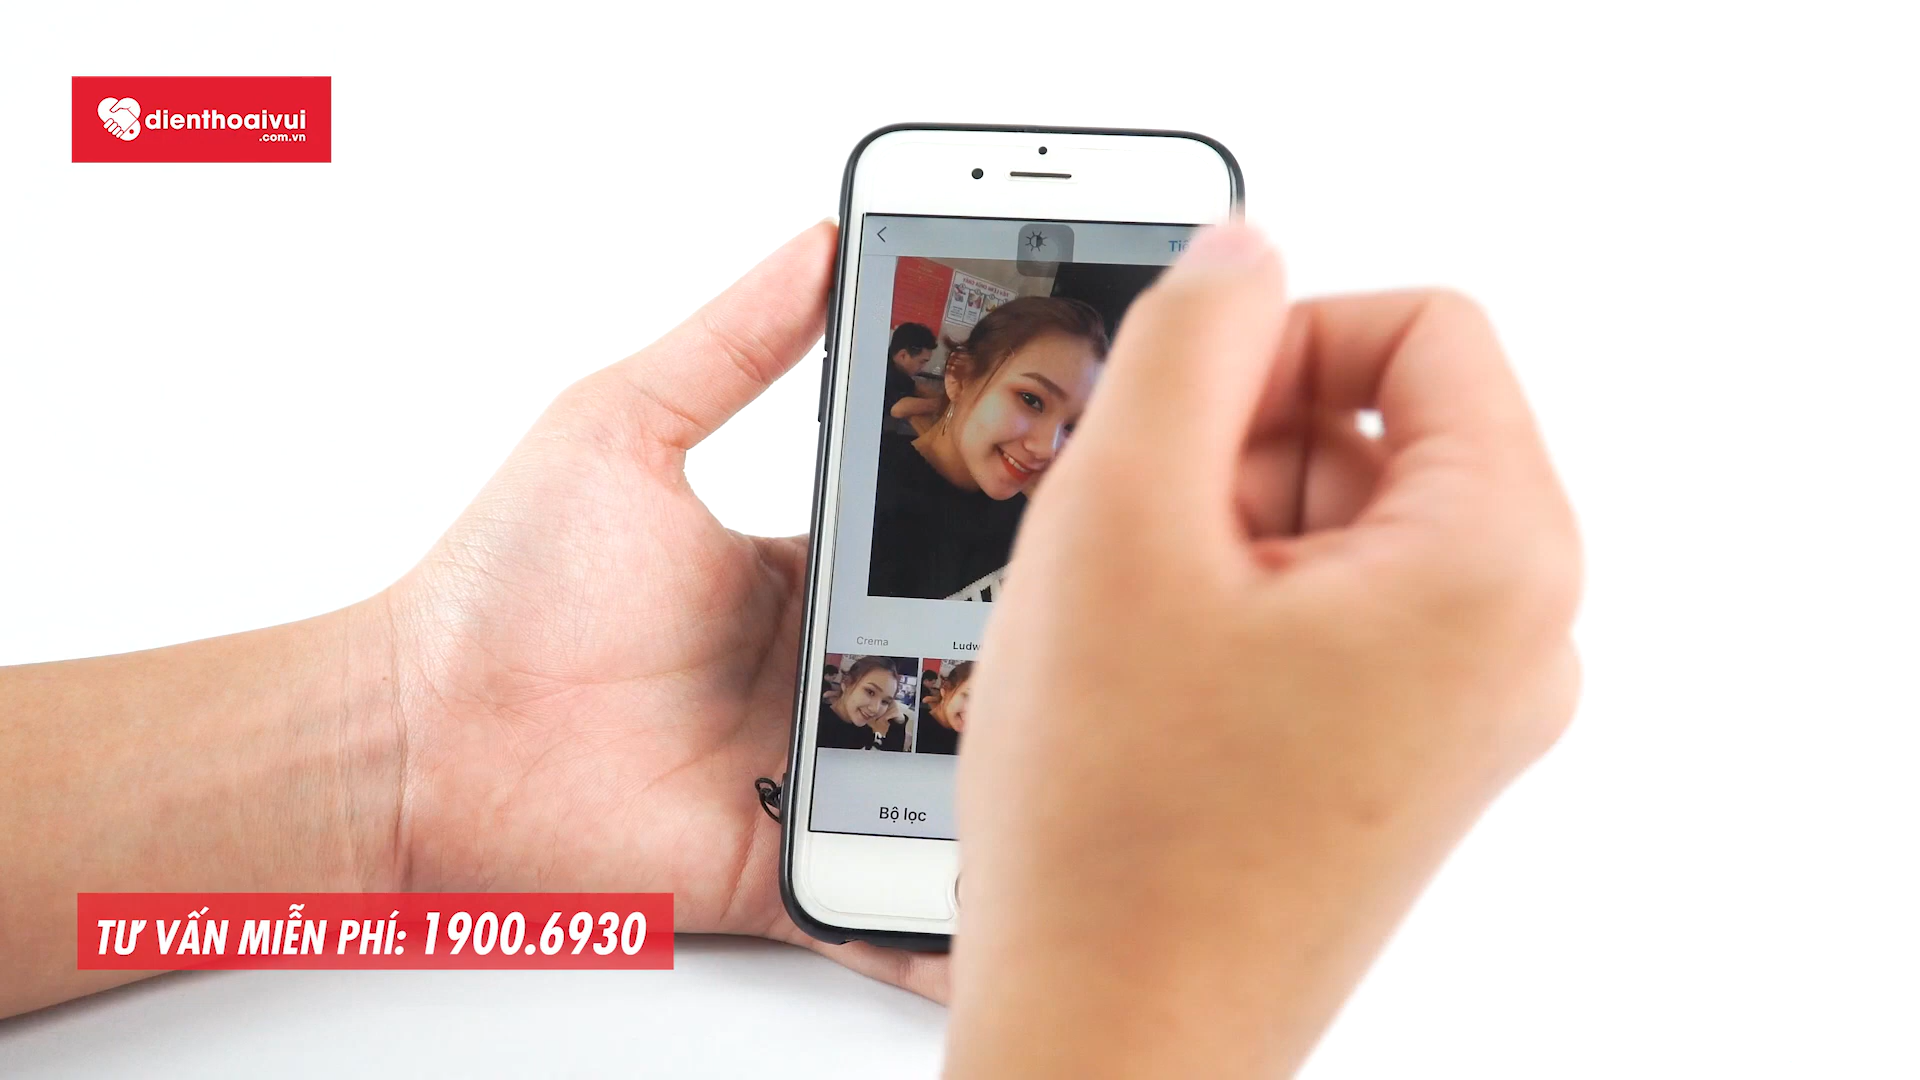 dienthoaivui
.com.vn
Crema
Bộ lọc
TƯ VẤN MIỄN PHÍ: 1900.6930